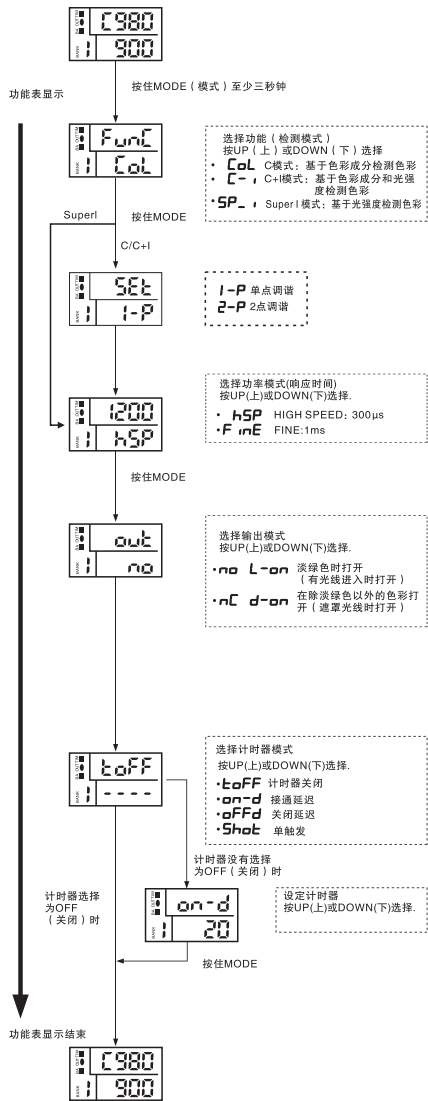 C980
900
BANK 1
按住MODE（模式）至少三秒钟
功能表显示
FunC
CoL
BANK 1
选择功能（检测模式）
按UP（上）或DOWN（下）选择
• CoL C模式：基于色彩成分检测色彩
• C-i C+I模式：基于色彩成分和光强
度检测色彩
• SP_i Super I 模式：基于光强度检测色彩
SuperI
按住MODE
C/C+I
SEt
1-P
BANK 1
1-P 单点调谐
2-P 2点调谐
1200
hSP
BANK 1
选择功率模式(响应时间)
按UP(上)或DOWN(下)选择.
• hSP HIGH SPEED：300μs
• FinE FINE:1ms
按住MODE
out
no
BANK 1
选择输出模式
按UP(上)或DOWN(下)选择.
•no L-on 淡绿色时打开
（有光线进入时打开）
•nC d-on 在除淡绿色以外的色彩打
开（遮罩光线时打开）
toFF
----
BANK 1
选择计时器模式
按UP(上)或DOWN(下)选择.
•toFF 计时器关闭
•on-d 接通延迟
•oFFd 关闭延迟
•Shot 单触发
计时器没有选择
为OFF（关闭）时
计时器选择
为OFF
（关闭）时
on-d
20
BANK 1
设定计时器
按UP(上)或DOWN(下)选择.
按住MODE
功能表显示结束
C980
900
BANK 1